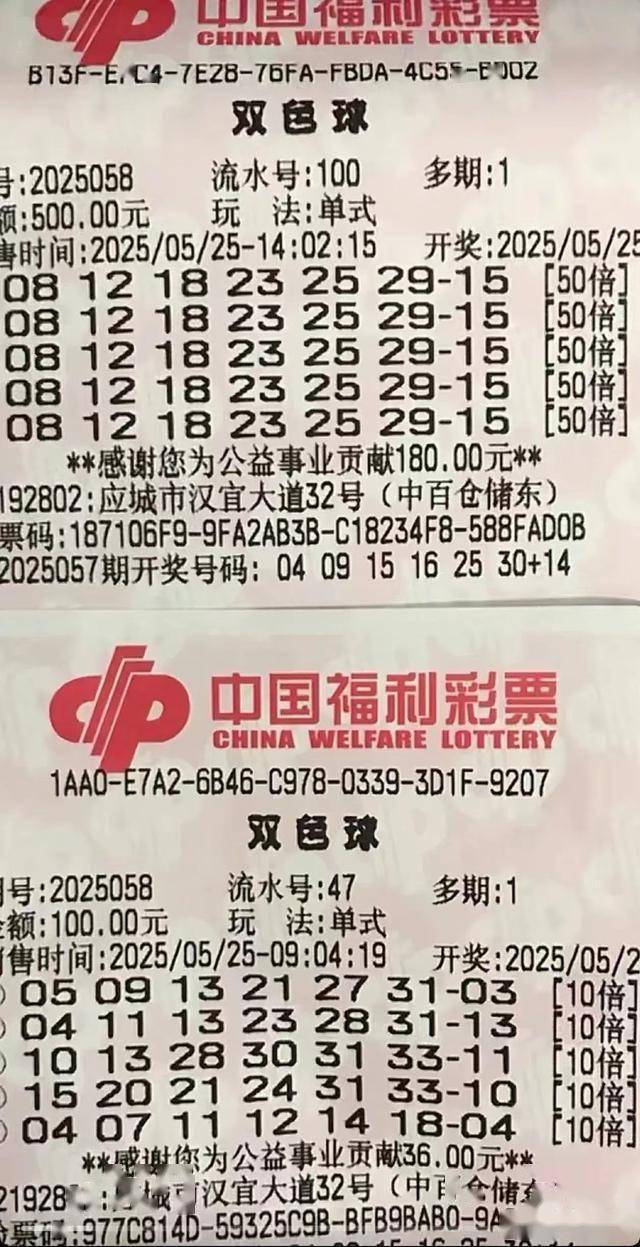 中国福利彩票
CHINA WELFARE LOTTERY
双色球
号:2025058 流水号:100 多期:1
额:500.00元 玩 法:单式
售时间:2025/05/25-14:02:15 开奖:2025/05/25
08 12 18 23 25 29-15 [50倍]
08 12 18 23 25 29-15 [50倍]
08 12 18 23 25 29-15 [50倍]
08 12 18 23 25 29-15 [50倍]
08 12 18 23 25 29-15 [50倍]
**感谢您为公益事业贡献180.00元**
192802:应城市汉宜大道32号(中百仓储东)
票码:187106F9-9FA2AB3B-C18234F8-588FAD0B
2025057期开奖号码: 04 09 15 16 25 30+14
中国福利彩票
CHINA WELFARE LOTTERY
1AA0-E7A2-6B46-C978-0339-3D1F-9207
双色球
期号:2025058 流水号:47 多期:1
金额:100.00元 玩 法:单式
销售时间:2025/05/25-09:04:19 开奖:2025/05/2
05 09 13 21 27 31-03 [10倍]
04 11 13 23 28 31-13 [10倍]
10 13 28 30 31 33-11 [10倍]
15 20 21 24 31 33-10 [10倍]
04 07 11 12 14 18-04 [10倍]
**感谢您为公益事业贡献36.00元**
城市汉宜大道32号(中百仓储东
票码:977C814D-59325C9B-BFB9BAB0-9A